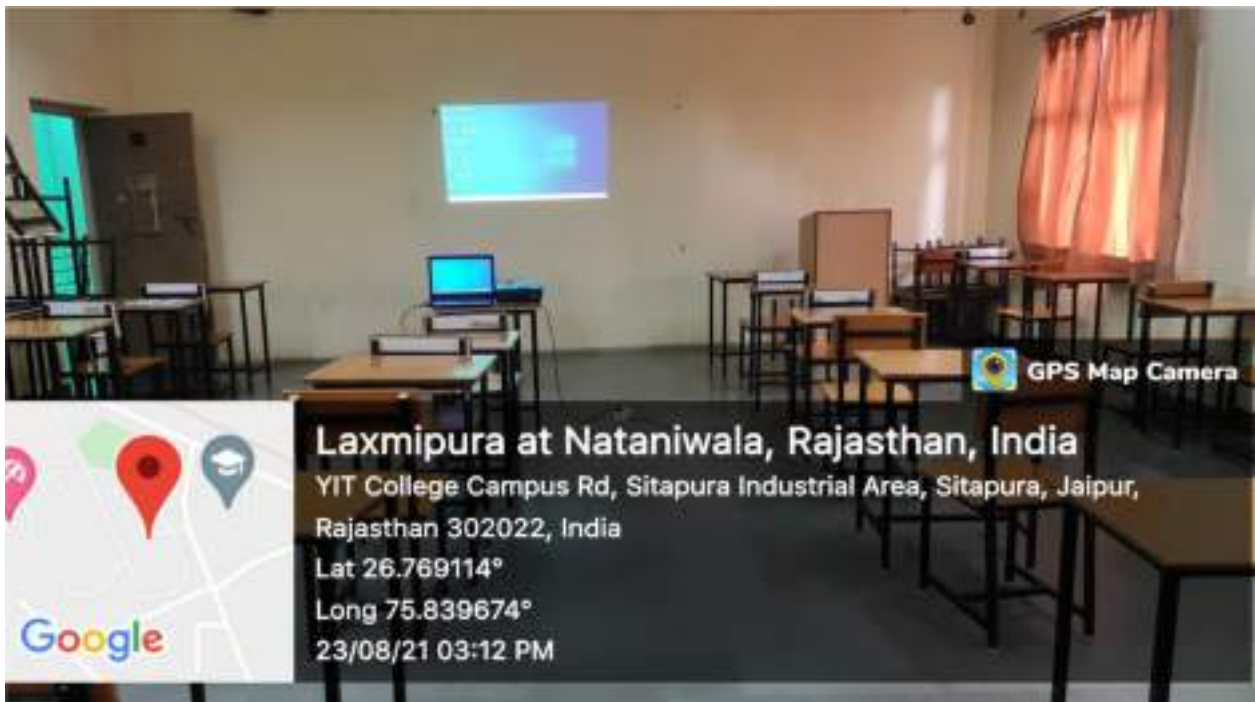 GPS Map Camera
Laxmipura at Nataniwala, Rajasthan, India
YIT College Campus Rd, Sitapura Industrial Area, Sitapura, Jaipur,
Rajasthan 302022, India
Lat 26.769114°
Long 75.839674°
23/08/21 03:12 PM
Google